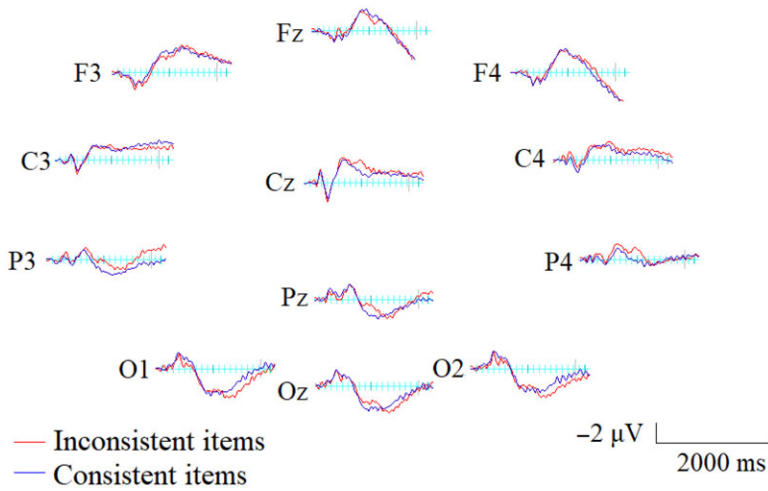 Fz
F3
F4
C3
Cz
C4
P3
P4
Pz
O1
Oz
O2
Inconsistent items
Consistent items
−2 μV
2000 ms